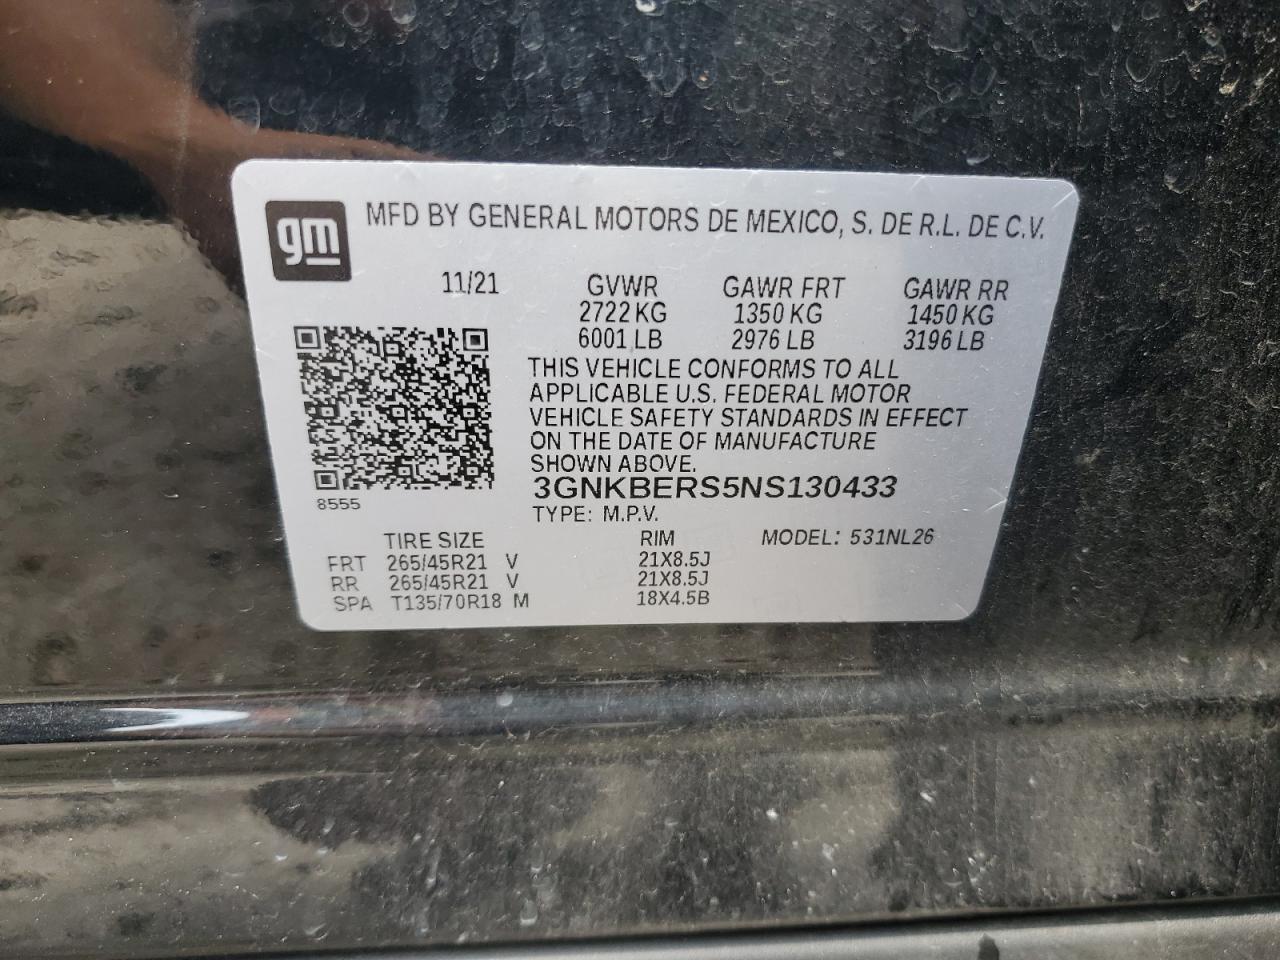 gm MFD BY GENERAL MOTORS DE MEXICO, S. DE R.L. DE C.V.
11/21 GVWR GAWR FRT GAWR RR
2722 KG 1350 KG 1450 KG
6001 LB 2976 LB 3196 LB
THIS VEHICLE CONFORMS TO ALL
APPLICABLE U.S. FEDERAL MOTOR
VEHICLE SAFETY STANDARDS IN EFFECT
ON THE DATE OF MANUFACTURE
SHOWN ABOVE.
3GNKBERS5NS130433
8555
TYPE: M.P.V.
TIRE SIZE RIM MODEL: 531NL26
FRT 265/45R21 V 21X8.5J
RR 265/45R21 V 21X8.5J
SPA T135/70R18 M 18X4.5B